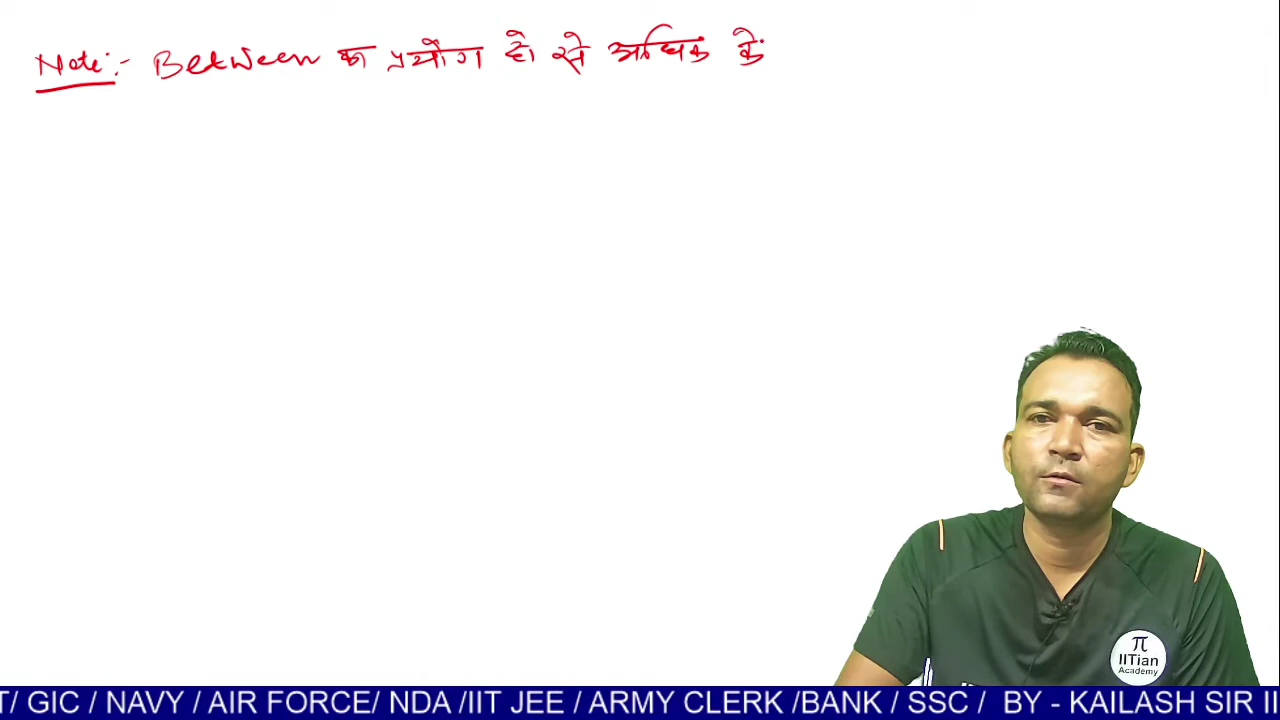 Note:- Between का प्रयोग दो से अधिक के
π
IITian
Academy
T/ GIC / NAVY / AIR FORCE/ NDA /IIT JEE / ARMY CLERK /BANK / SSC / BY - KAILASH SIR II